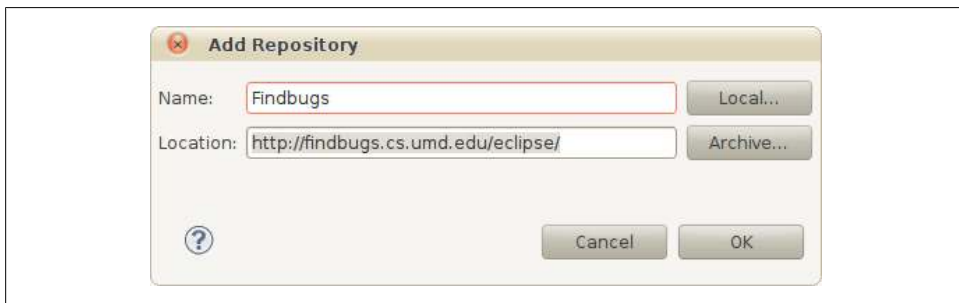 Add Repository
Name: Findbugs Local...
Location: http://findbugs.cs.umd.edu/eclipse/ Archive...
? Cancel OK